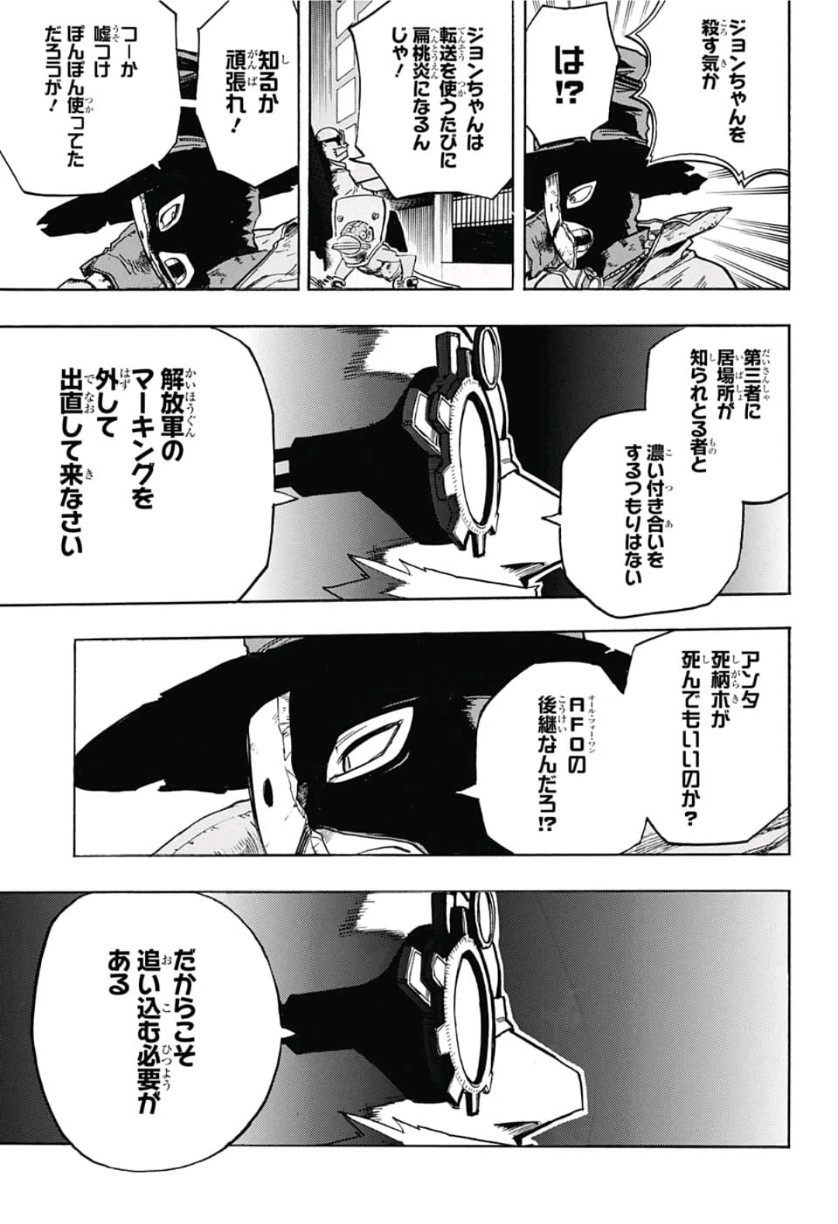 ジョンちゃんを
殺す気か
は!?
ジョンちゃんは
転送を使うたびに
扁桃炎になるん
じゃ!
知るか
頑張れ!
つーか
嘘つけ
ぽんぽん使ってた
だろうが!
第三者に
居場所が
知られとる者と
濃い付き合いを
するつもりはない
解放軍の
マーキングを
外して
出直して来なさい
アンタ
死柄木が
死んでもいいのか?
AFOの
後継なんだろ!?
だからこそ
追い込む必要が
ある